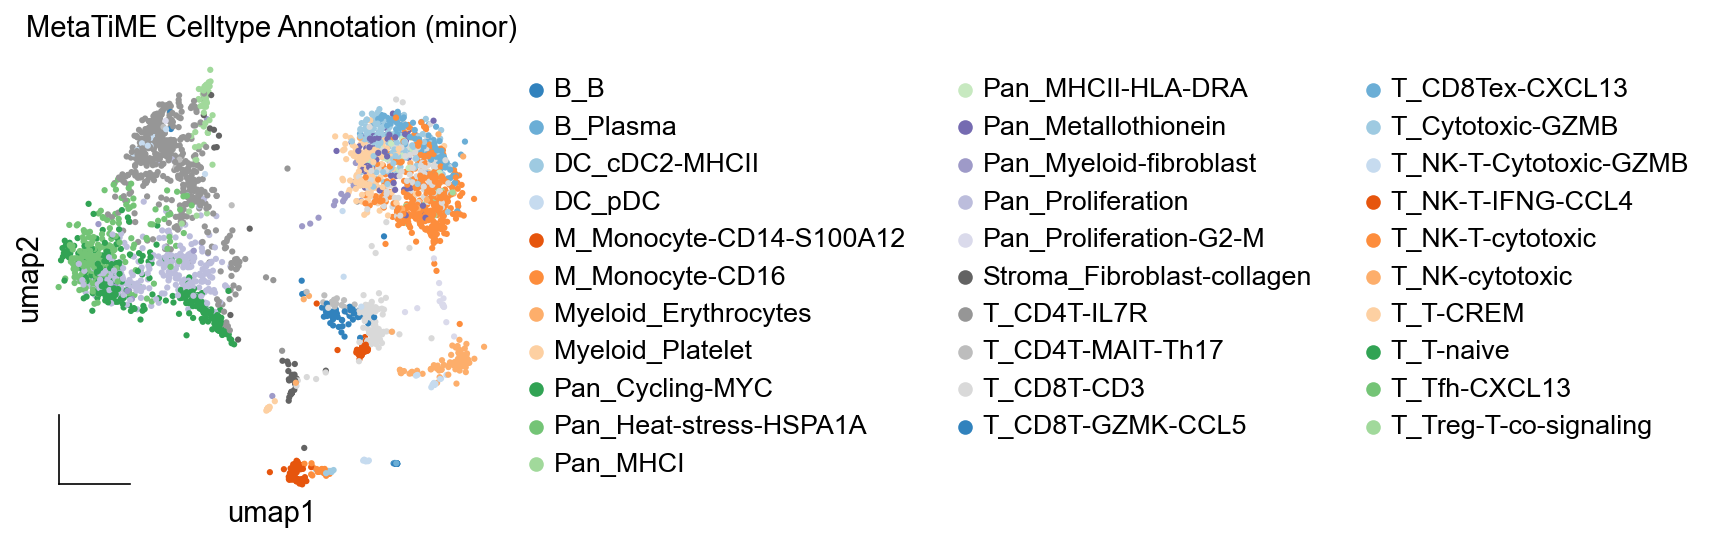 MetaTiME Celltype Annotation (minor)
B_B
B_Plasma
DC_cDC2-MHCII
DC_pDC
M_Monocyte-CD14-S100A12
M_Monocyte-CD16
Myeloid_Erythrocytes
Myeloid_Platelet
Pan_Cycling-MYC
Pan_Heat-stress-HSPA1A
Pan_MHCI
Pan_MHCII-HLA-DRA
Pan_Metallothionein
Pan_Myeloid-fibroblast
Pan_Proliferation
Pan_Proliferation-G2-M
Stroma_Fibroblast-collagen
T_CD4T-IL7R
T_CD4T-MAIT-Th17
T_CD8T-CD3
T_CD8T-GZMK-CCL5
T_CD8Tex-CXCL13
T_Cytotoxic-GZMB
T_NK-T-Cytotoxic-GZMB
T_NK-T-IFNG-CCL4
T_NK-T-cytotoxic
T_NK-cytotoxic
T_T-CREM
T_T-naive
T_Tfh-CXCL13
T_Treg-T-co-signaling
umap2
umap1